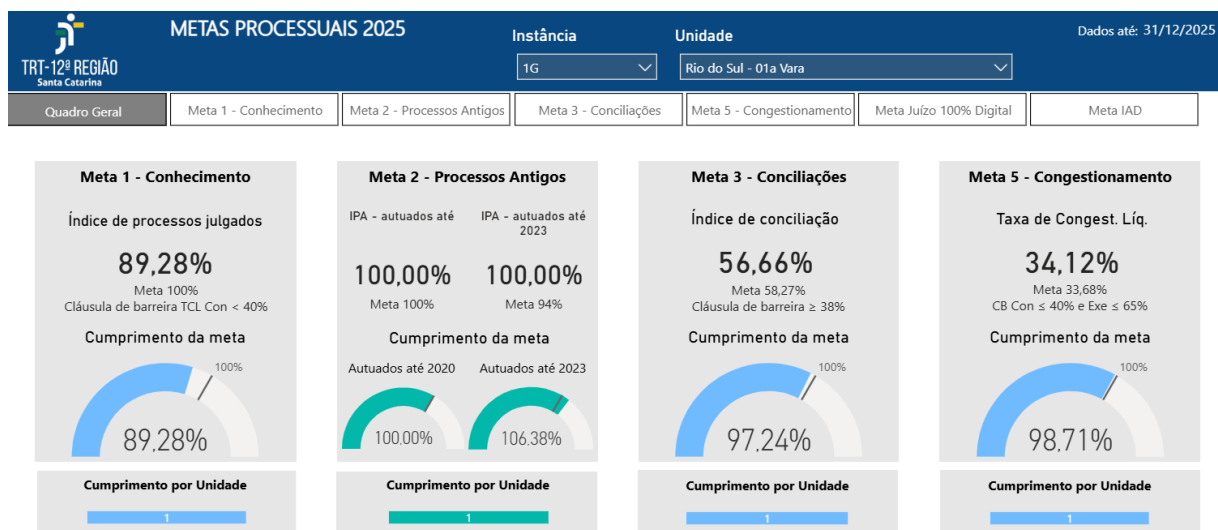 METAS PROCESSUAIS 2025
Instância
Unidade
Dados até: 31/12/2025
TRT-12ª REGIÃO
Santa Catarina
1G
Rio do Sul - 01a Vara
Quadro Geral
Meta 1 - Conhecimento
Meta 2 - Processos Antigos
Meta 3 - Conciliações
Meta 5 - Congestionamento
Meta Juízo 100% Digital
Meta IAD
Meta 1 - Conhecimento
Índice de processos julgados
89,28%
Meta 100%
Cláusula de barreira TCL Con < 40%
Cumprimento da meta
100%
89,28%
Cumprimento por Unidade
1
Meta 2 - Processos Antigos
IPA - autuados até
IPA - autuados até
2023
100,00%
100,00%
Meta 100%
Meta 94%
Cumprimento da meta
Autuados até 2020
Autuados até 2023
100,00%
106,38%
Cumprimento por Unidade
1
Meta 3 - Conciliações
Índice de conciliação
56,66%
Meta 58,27%
Cláusula de barreira ≥ 38%
Cumprimento da meta
100%
97,24%
Cumprimento por Unidade
1
Meta 5 - Congestionamento
Taxa de Congest. Líq.
34,12%
Meta 33,68%
CB Con ≤ 40% e Exe ≤ 65%
Cumprimento da meta
100%
98,71%
Cumprimento por Unidade
1